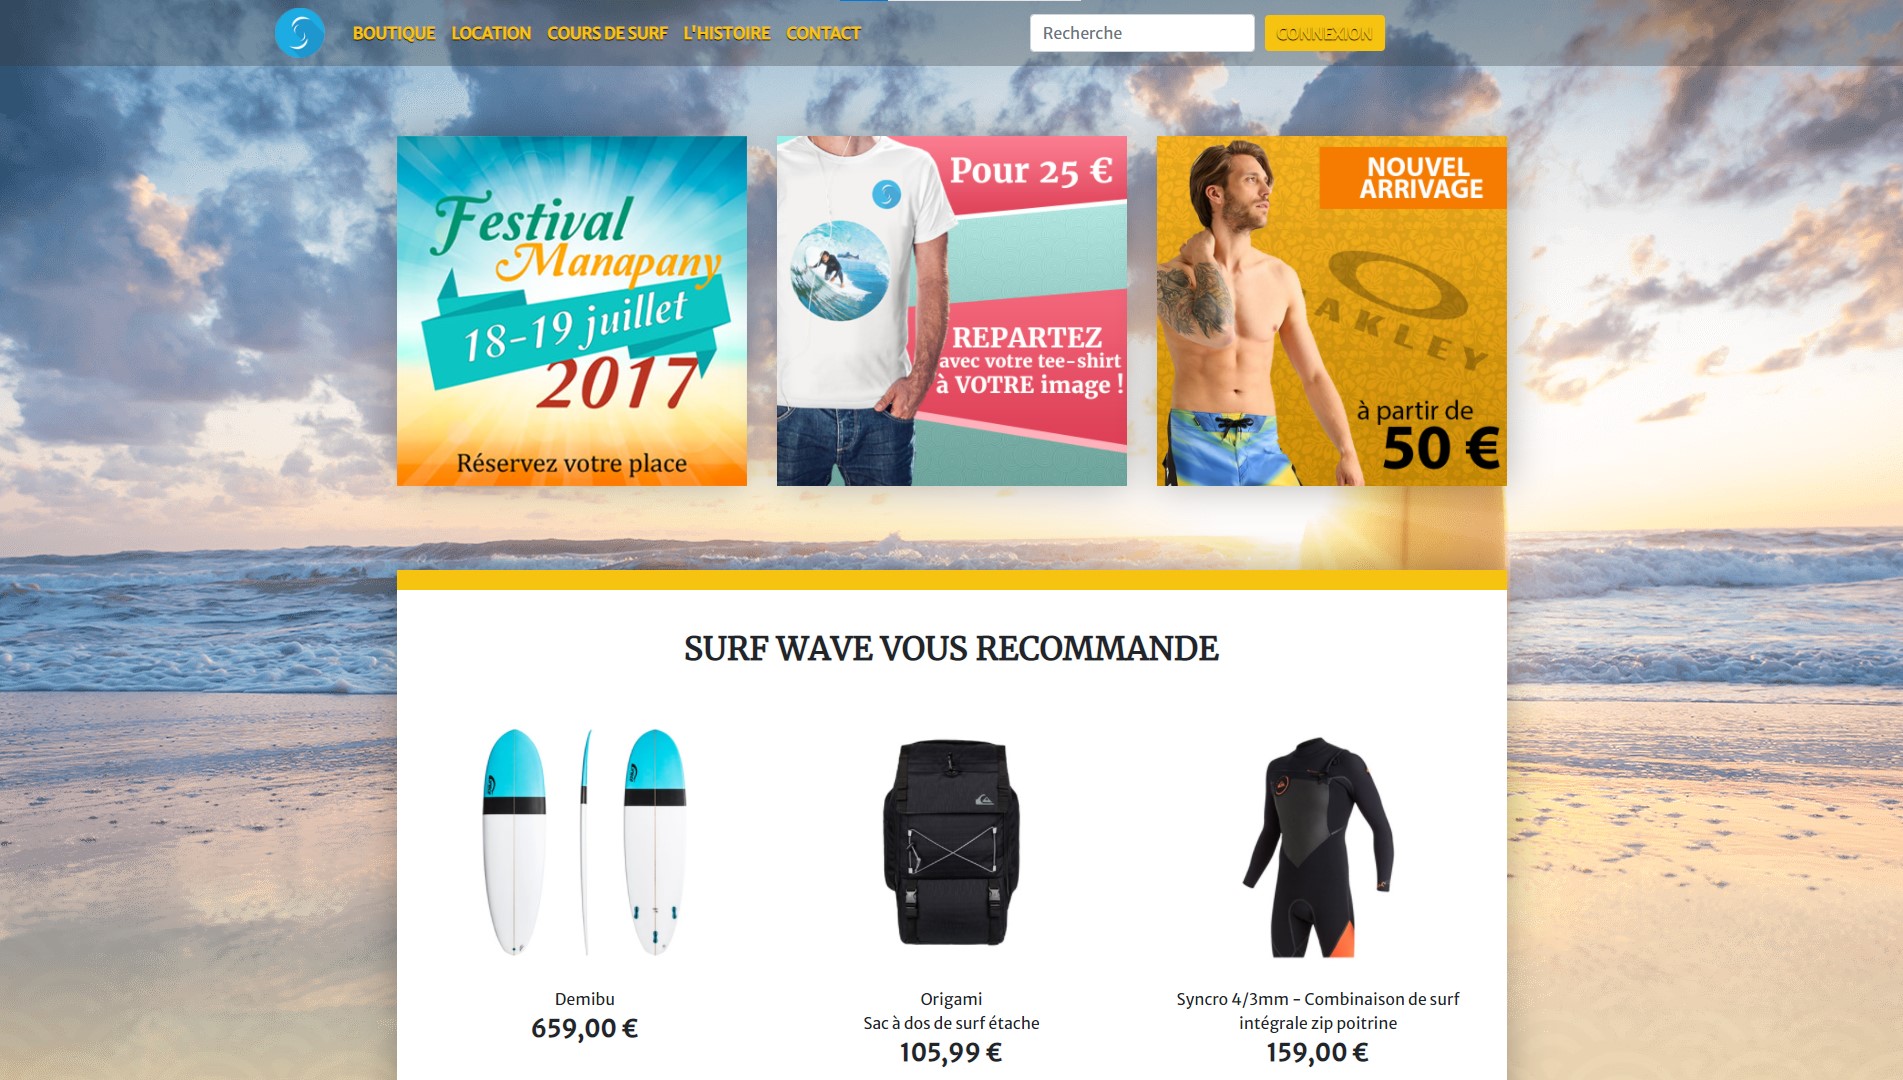 BOUTIQUE LOCATION COURS DE SURF L'HISTOIRE CONTACT Recherche CONNEXION
Festival
Manapany
18-19 juillet
2017
Réservez votre place
Pour 25 €
REPARTEZ
avec votre tee-shirt
à VOTRE image !
NOUVEL
ARRIVAGE
OAKLEY
à partir de
50 €
SURF WAVE VOUS RECOMMANDE
Demibu
659,00 €
Origami
Sac à dos de surf étache
105,99 €
Syncro 4/3mm - Combinaison de surf
intégrale zip poitrine
159,00 €